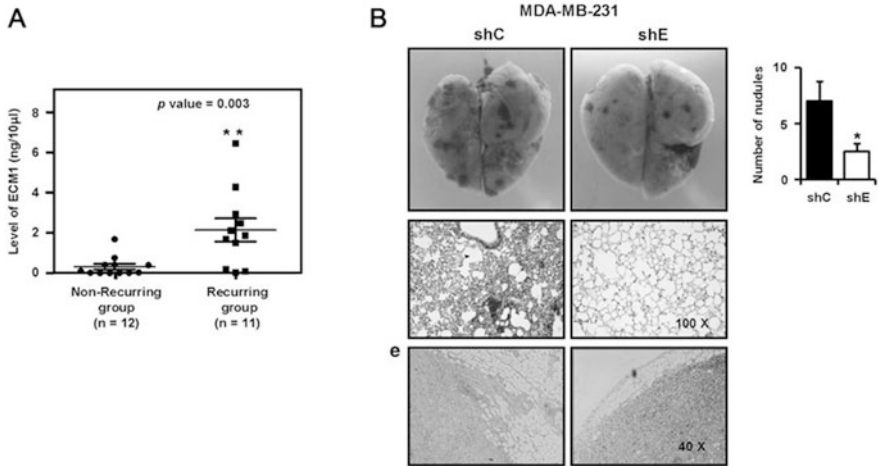 A
Level of ECM1 (ng/10µl)
8
6
4
2
0
p value = 0.003
* *
Non-Recurring
group
(n = 12)
Recurring
group
(n = 11)
B
MDA-MB-231
shC
shE
100 X
e
40 X
Number of nudules
10
5
0
*
shC
shE